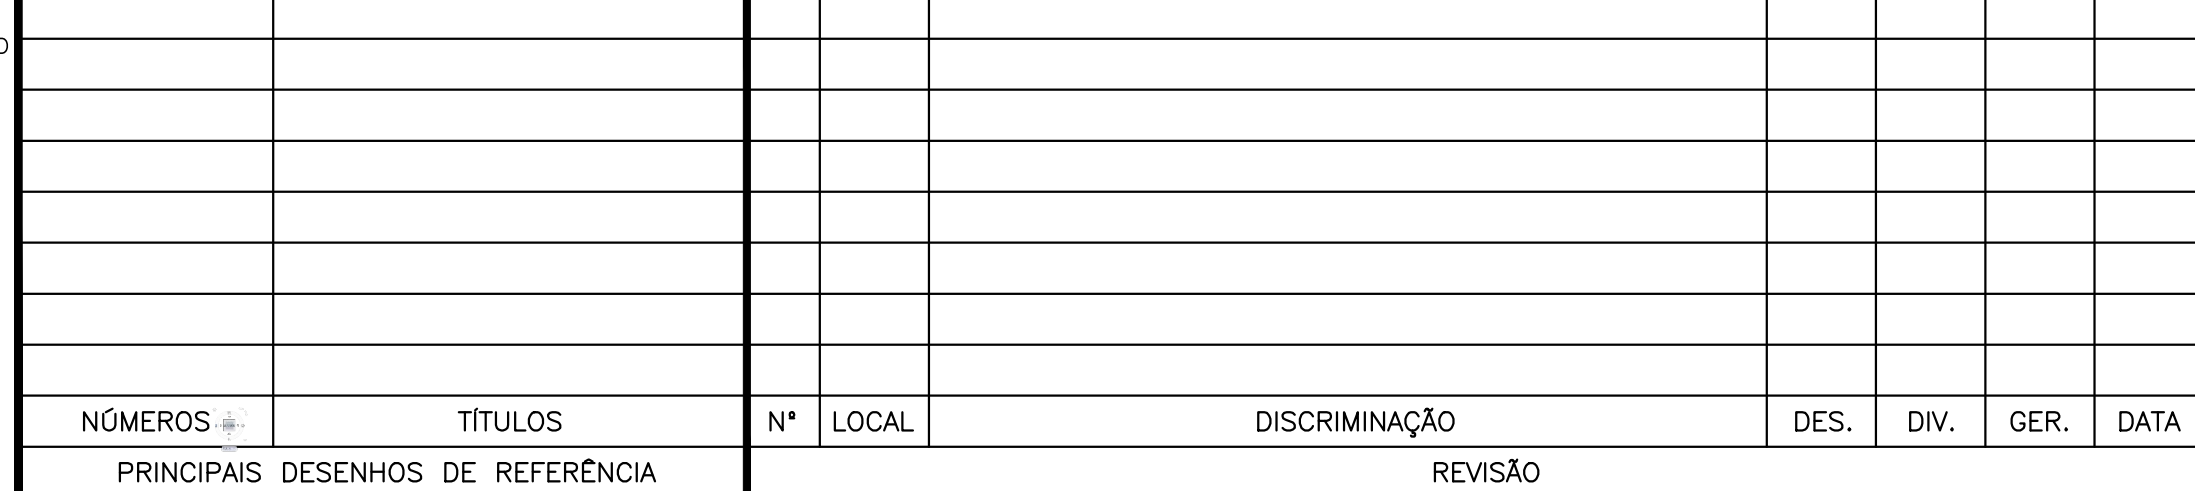 NÚMEROS TÍTULOS Nº LOCAL DISCRIMINAÇÃO DES. DIV. GER. DATA
PRINCIPAIS DESENHOS DE REFERÊNCIA REVISÃO